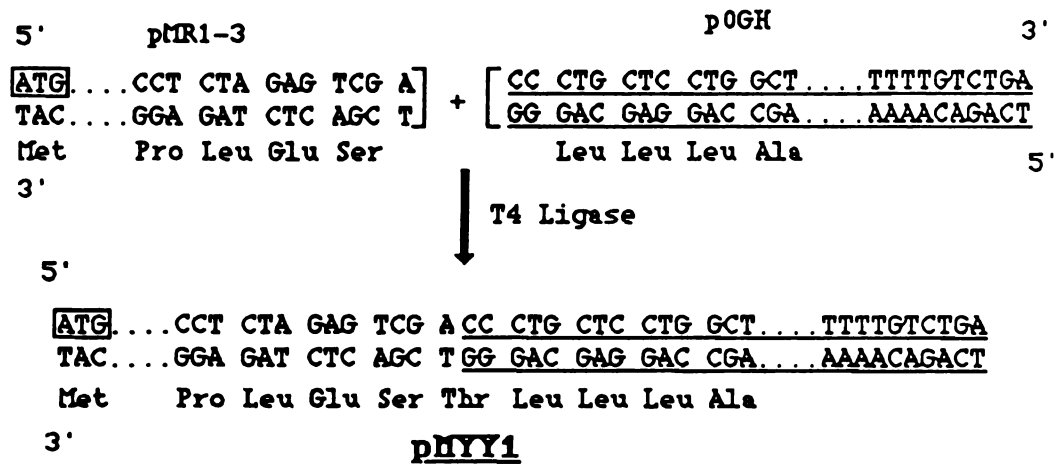 5' pMR1-3 pOGH 3'
ATG....CCT CTA GAG TCG A] + [CC CTG CTC CTG GCT....TTTTGTCTGA
TAC....GGA GAT CTC AGC T] [GG GAC GAG GAC CGA....AAAACAGACT
Met Pro Leu Glu Ser Leu Leu Leu Ala 5'
3'
T4 Ligase
5'
ATG....CCT CTA GAG TCG A CC CTG CTC CTG GCT....TTTTGTCTGA
TAC....GGA GAT CTC AGC T GG GAC GAG GAC CGA....AAAACAGACT
Met Pro Leu Glu Ser Thr Leu Leu Leu Ala
3' pMYY1